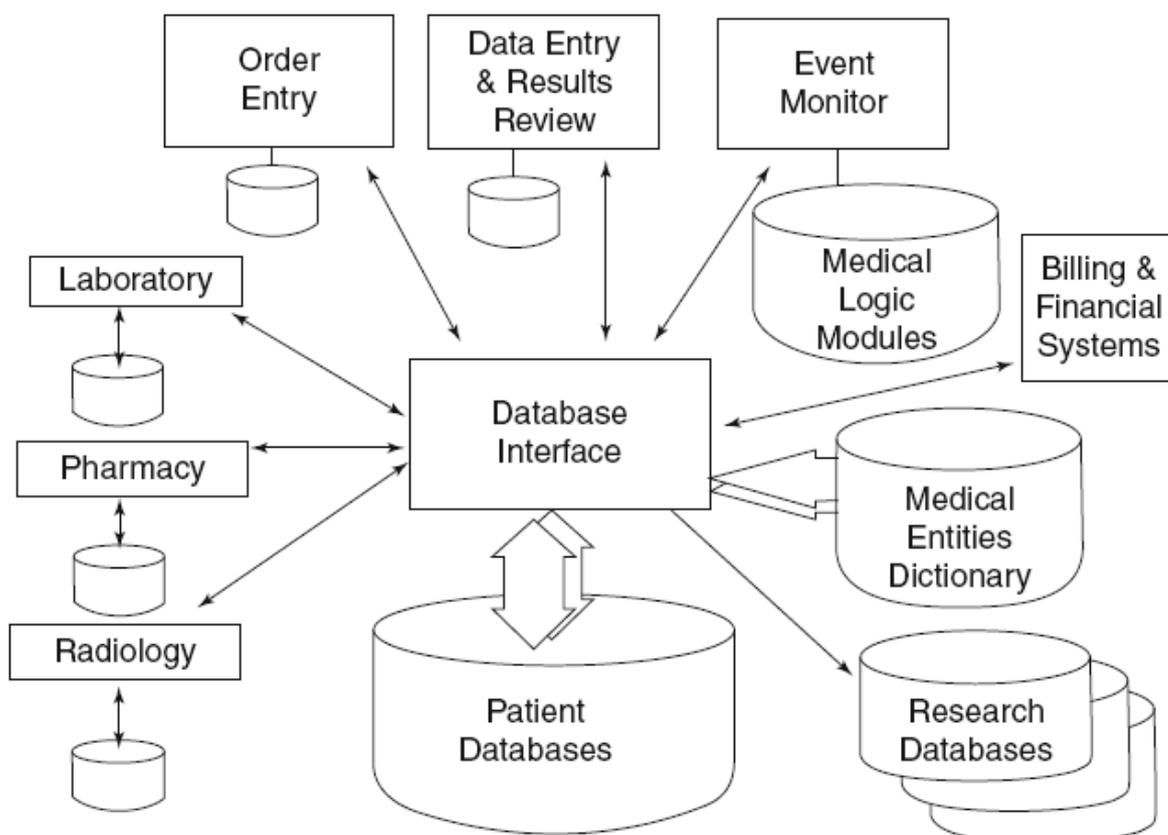 Order
Entry
Data Entry
& Results
Review
Event
Monitor
Medical
Logic
Modules
Billing &
Financial
Systems
Laboratory
Pharmacy
Radiology
Database
Interface
Medical
Entities
Dictionary
Patient
Databases
Research
Databases